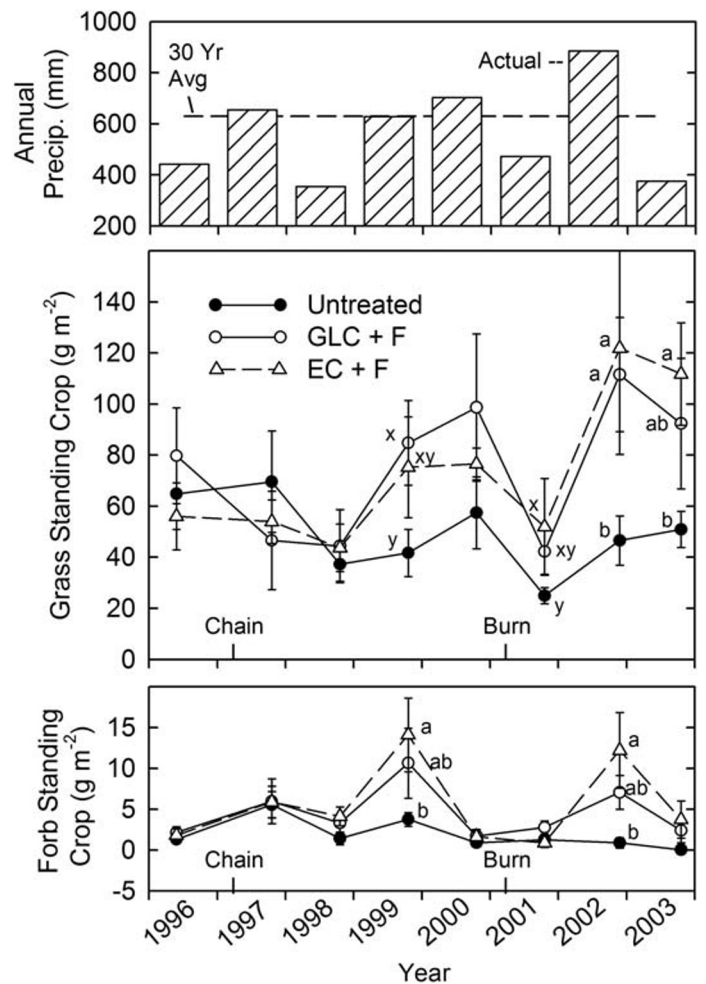 1000
800
600
400
200
Annual
Precip. (mm)
30 Yr
Avg
Actual --
140
120
100
80
60
40
20
0
Grass Standing Crop (g m-2)
Untreated
GLC + F
EC + F
x
xy
y
x
xy
y
a
a
b
a
ab
b
Chain
Burn
15
10
5
0
-5
Forb Standing
Crop (g m-2)
a
ab
b
a
ab
b
Chain
Burn
1996
1997
1998
1999
2000
2001
2002
2003
Year